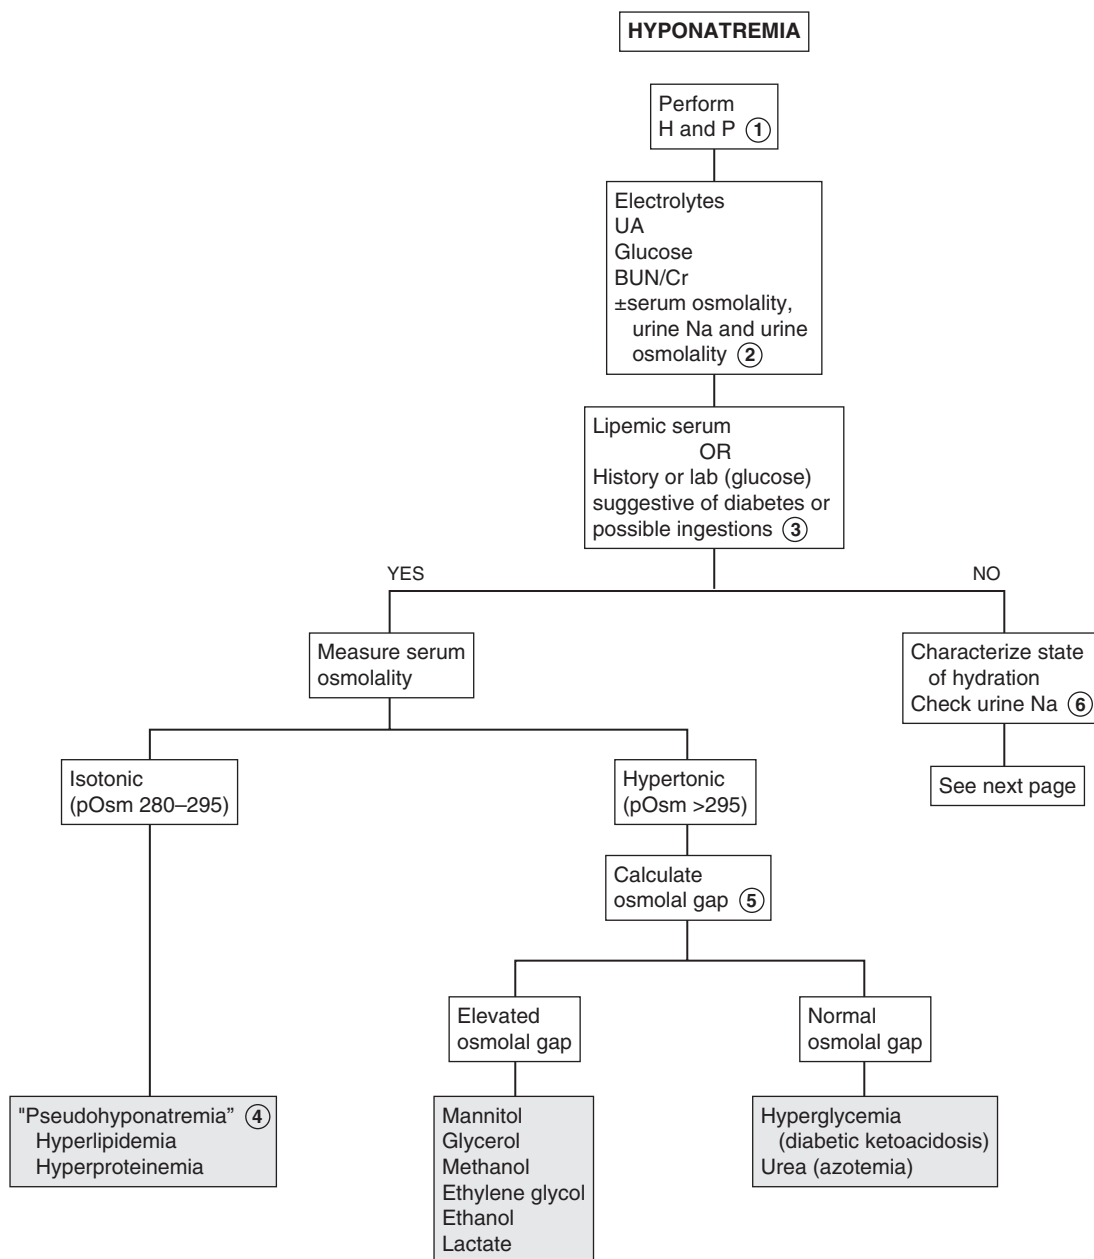 HYPONATREMIA
Perform
H and P ①
Electrolytes
UA
Glucose
BUN/Cr
±serum osmolality,
urine Na and urine
osmolality ②
Lipemic serum
OR
History or lab (glucose)
suggestive of diabetes or
possible ingestions ③
YES
NO
Measure serum
osmolality
Characterize state
of hydration
Check urine Na ⑥
Isotonic
(pOsm 280–295)
Hypertonic
(pOsm >295)
See next page
Calculate
osmolal gap ⑤
Elevated
osmolal gap
Normal
osmolal gap
"Pseudohyponatremia” ④
Hyperlipidemia
Hyperproteinemia
Mannitol
Glycerol
Methanol
Ethylene glycol
Ethanol
Lactate
Hyperglycemia
(diabetic ketoacidosis)
Urea (azotemia)